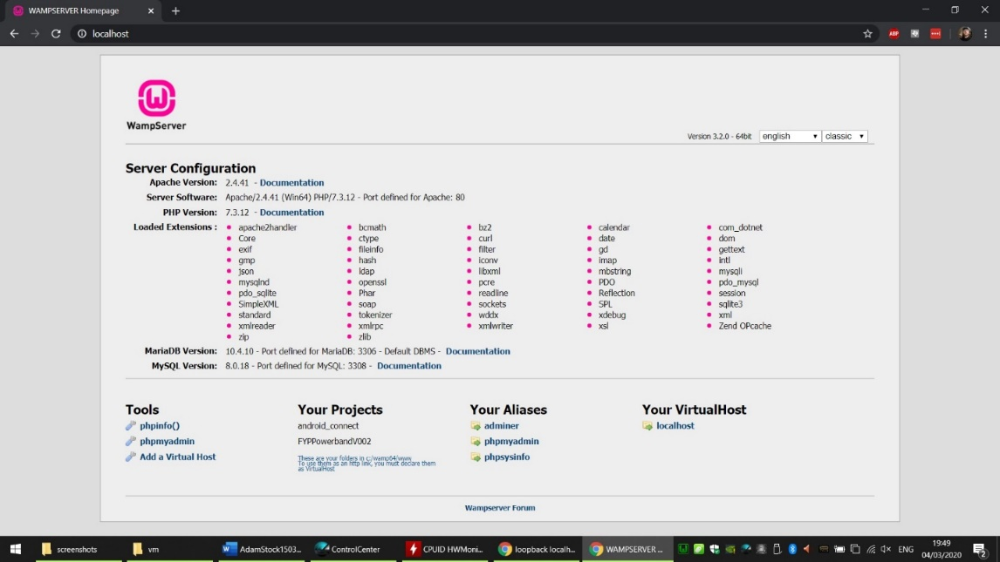 WAMPSERVER Homepage
localhost
ABP
WampServer
Version 3.2.0 - 64bit english classic
Server Configuration
Apache Version: 2.4.41 - Documentation
Server Software: Apache/2.4.41 (Win64) PHP/7.3.12 - Port defined for Apache: 80
PHP Version: 7.3.12 - Documentation
Loaded Extensions : apache2handler bcmath bz2 calendar com_dotnet
Core ctype curl date dom
exif fileinfo filter gd gettext
gmp hash iconv imap intl
json ldap libxml mbstring mysqli
mysqlnd openssl pcre PDO pdo_mysql
pdo_sqlite Phar readline Reflection session
SimpleXML soap sockets SPL sqlite3
standard tokenizer wddx xdebug xml
xmlreader xmlrpc xmlwriter xsl Zend OPcache
zip zlib
MariaDB Version: 10.4.10 - Port defined for MariaDB: 3306 - Default DBMS - Documentation
MySQL Version: 8.0.18 - Port defined for MySQL: 3308 - Documentation
Tools Your Projects Your Aliases Your VirtualHost
phpinfo() android_connect adminer localhost
phpmyadmin FYPPowerbandV002 phpmyadmin
Add a Virtual Host phpsysinfo
These are your folders in c:/wamp64/www
To use them as an http link, you must declare them
as VirtualHost
Wampserver Forum
screenshots vm AdamStock1503... ControlCenter CPUID HWMoni... loopback localh... WAMPSERVER ... ENG 19:49
04/03/2020 2